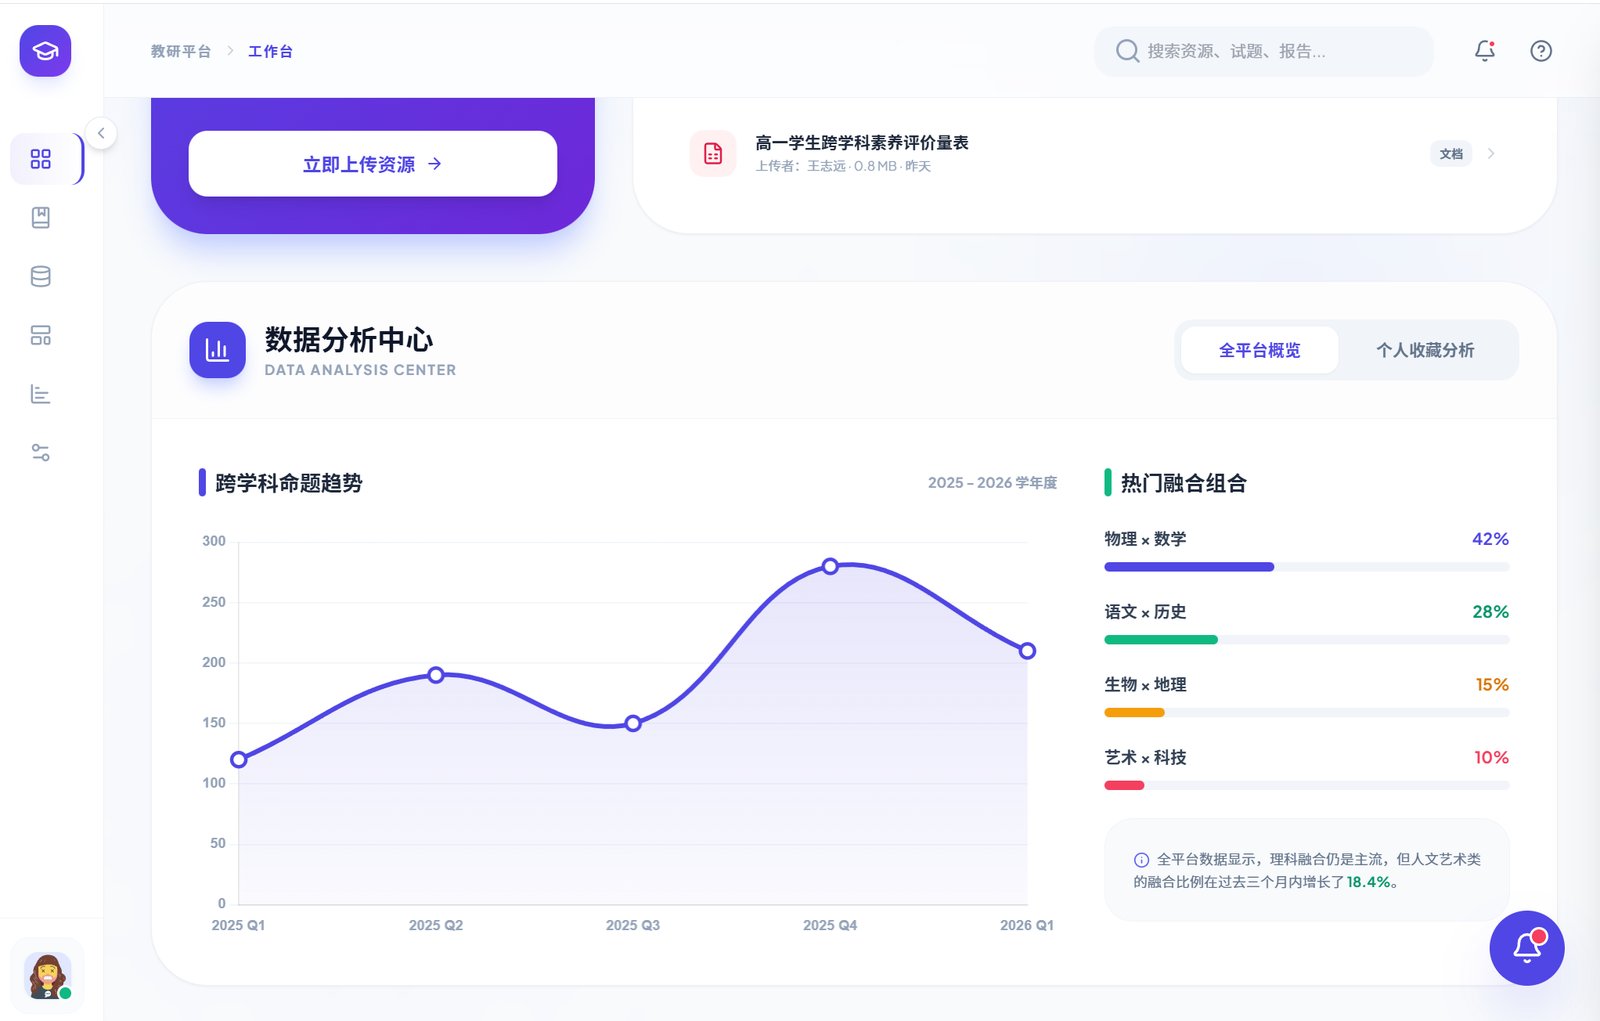 教研平台 > 工作台
搜索资源、试题、报告...
立即上传资源 →
高一学生跨学科素养评价量表
上传者：王志远 · 0.8 MB · 昨天
文档
数据分析中心
DATA ANALYSIS CENTER
全平台概览
个人收藏分析
跨学科命题趋势
2025 – 2026 学年度
300
250
200
150
100
50
0
2025 Q1
2025 Q2
2025 Q3
2025 Q4
2026 Q1
热门融合组合
物理 × 数学 42%
语文 × 历史 28%
生物 × 地理 15%
艺术 × 科技 10%
全平台数据显示，理科融合仍是主流，但人文艺术类
的融合比例在过去三个月内增长了 18.4%。